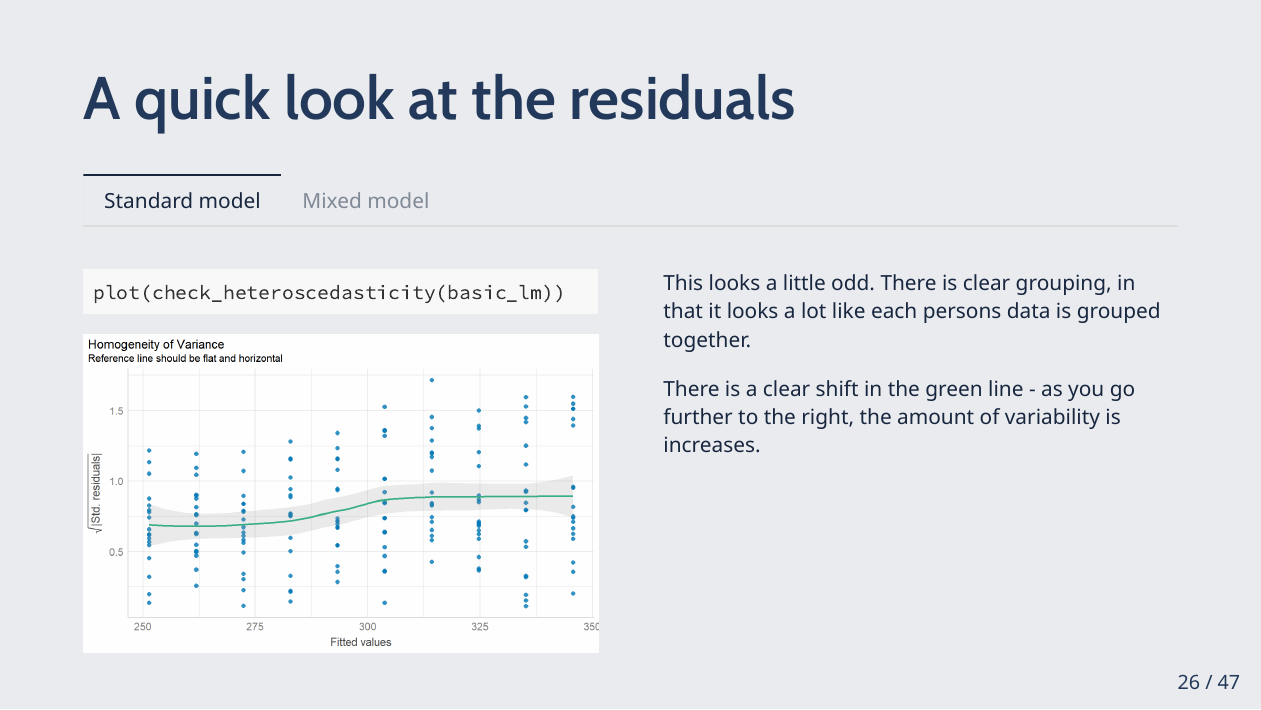 A quick look at the residuals
Standard model
Mixed model
plot(check_heteroscedasticity(basic_lm))
Homogeneity of Variance
Reference line should be flat and horizontal
1.5
1.0
0.5
√|Std. residuals|
250
275
300
325
350
Fitted values
This looks a little odd. There is clear grouping, in
that it looks a lot like each persons data is grouped
together.
There is a clear shift in the green line - as you go
further to the right, the amount of variability is
increases.
26 / 47